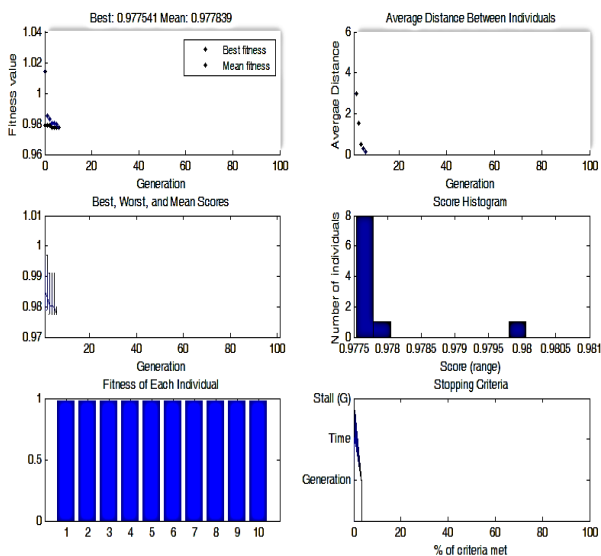 Best: 0.977541 Mean: 0.977839
Fitness value
1.04
1.02
1
0.98
0.96
Best fitness
Mean fitness
20 40 60 80 100
Generation
Average Distance Between Individuals
Avergae Distance
6
4
2
0
20 40 60 80 100
Generation
Best, Worst, and Mean Scores
1.01
1
0.99
0.98
0.97
20 40 60 80 100
Generation
Score Histogram
Number of Individuals
8
6
4
2
0
0.9775 0.978 0.9785 0.979 0.9795 0.98 0.9805 0.981
Score (range)
Fitness of Each Individual
1
0.5
0
1 2 3 4 5 6 7 8 9 10
Stopping Criteria
Stall (G)
Time
Generation
0 20 40 60 80 100
% of criteria met